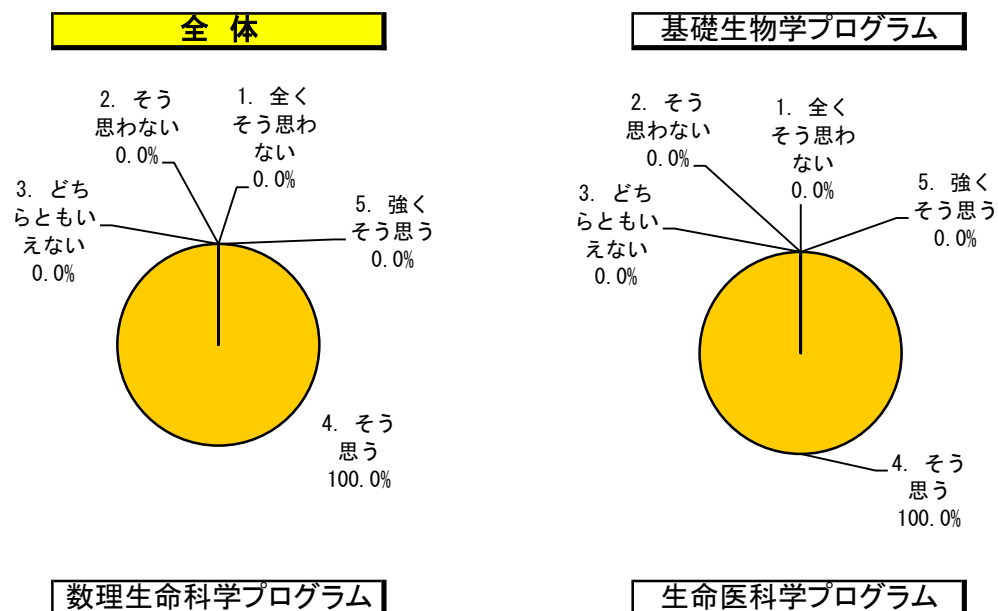 全 体
2. そう
思わない
0.0%
1. 全く
そう思わ
ない
0.0%
3. どち
らともい
えない
0.0%
5. 強く
そう思う
0.0%
4. そう
思う
100.0%
基礎生物学プログラム
2. そう
思わない
0.0%
1. 全く
そう思わ
ない
0.0%
3. どち
らともい
えない
0.0%
5. 強く
そう思う
0.0%
4. そう
思う
100.0%
数理生命科学プログラム
生命医科学プログラム